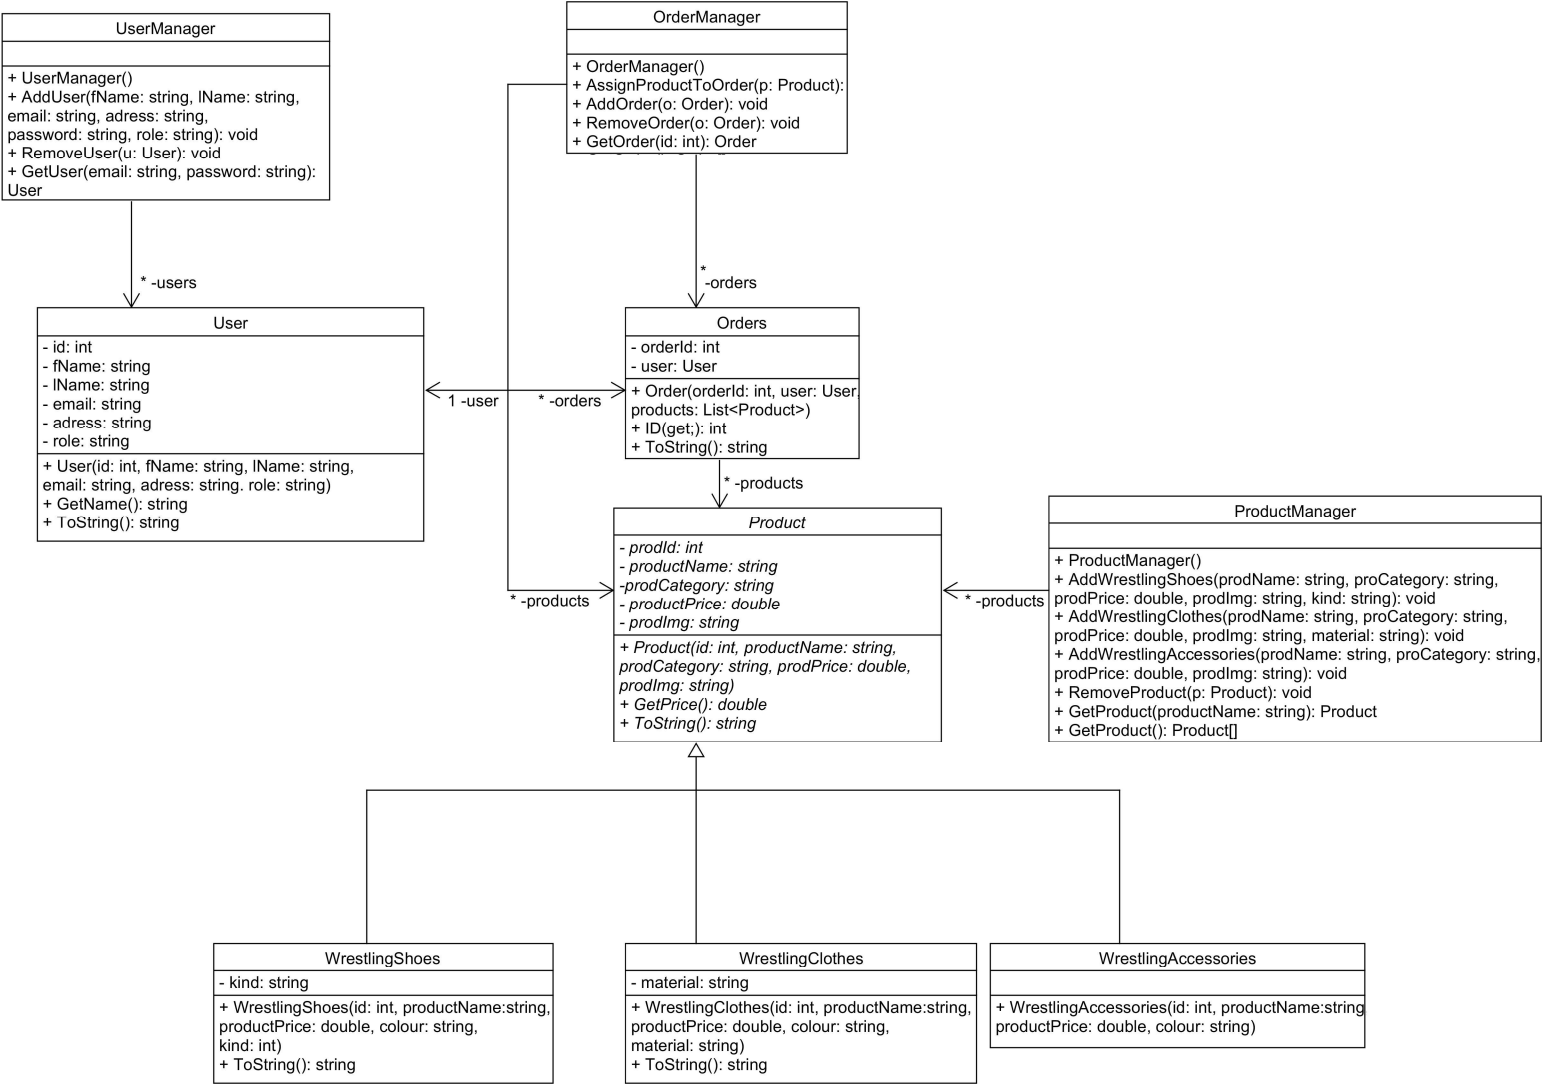 UserManager
+ UserManager()
+ AddUser(fName: string, lName: string,
email: string, adress: string,
password: string, role: string): void
+ RemoveUser(u: User): void
+ GetUser(email: string, password: string):
User
OrderManager
+ OrderManager()
+ AssignProductToOrder(p: Product):
+ AddOrder(o: Order): void
+ RemoveOrder(o: Order): void
+ GetOrder(id: int): Order
* -users
*
-orders
User
- id: int
- fName: string
- lName: string
- email: string
- adress: string
- role: string
+ User(id: int, fName: string, lName: string,
email: string, adress: string. role: string)
+ GetName(): string
+ ToString(): string
1 -user
* -orders
Orders
- orderId: int
- user: User
+ Order(orderId: int, user: User,
products: List<Product>)
+ ID(get;): int
+ ToString(): string
* -products
Product
- prodId: int
- productName: string
-prodCategory: string
- productPrice: double
- prodImg: string
+ Product(id: int, productName: string,
prodCategory: string, prodPrice: double,
prodImg: string)
+ GetPrice(): double
+ ToString(): string
* -products
* -products
ProductManager
+ ProductManager()
+ AddWrestlingShoes(prodName: string, proCategory: string,
prodPrice: double, prodImg: string, kind: string): void
+ AddWrestlingClothes(prodName: string, proCategory: string,
prodPrice: double, prodImg: string, material: string): void
+ AddWrestlingAccessories(prodName: string, proCategory: string,
prodPrice: double, prodImg: string): void
+ RemoveProduct(p: Product): void
+ GetProduct(productName: string): Product
+ GetProduct(): Product[]
WrestlingShoes
- kind: string
+ WrestlingShoes(id: int, productName:string,
productPrice: double, colour: string,
kind: int)
+ ToString(): string
WrestlingClothes
- material: string
+ WrestlingClothes(id: int, productName:string,
productPrice: double, colour: string,
material: string)
+ ToString(): string
WrestlingAccessories
+ WrestlingAccessories(id: int, productName:string
productPrice: double, colour: string)